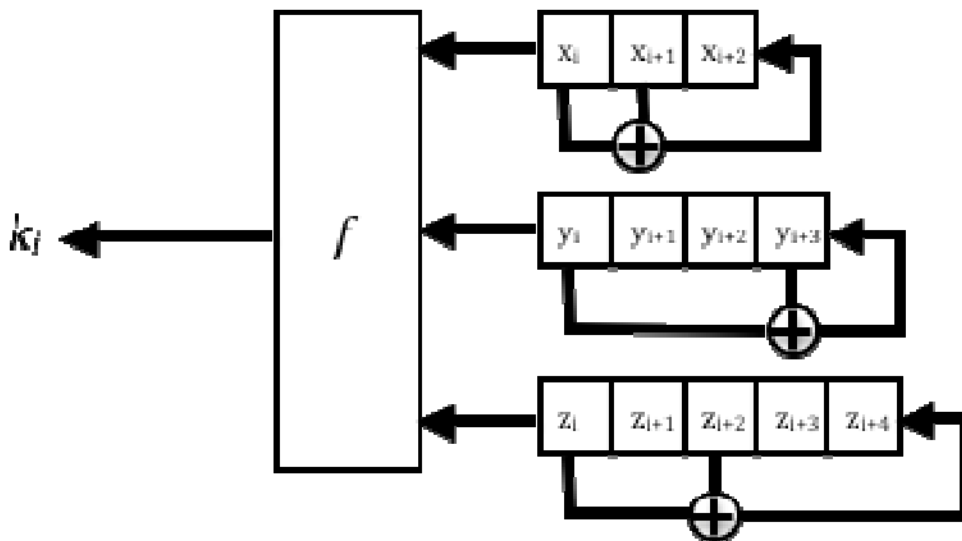 xᵢ xᵢ₊₁ xᵢ₊₂
kᵢ f yᵢ yᵢ₊₁ yᵢ₊₂ yᵢ₊₃
zᵢ zᵢ₊₁ zᵢ₊₂ zᵢ₊₃ zᵢ₊₄